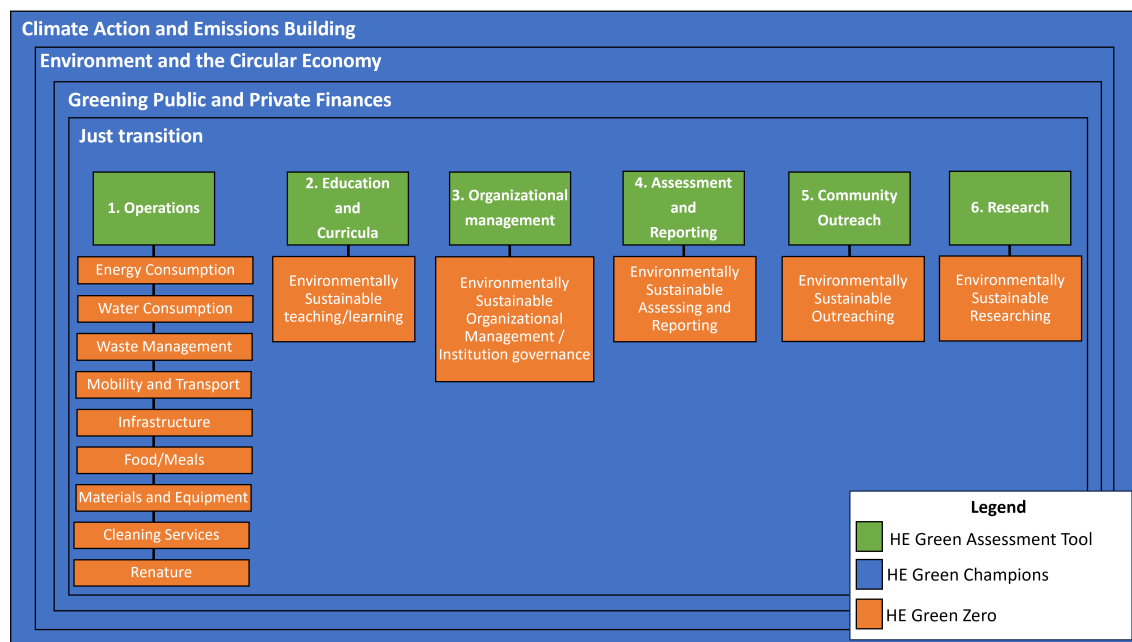 Climate Action and Emissions Building
Environment and the Circular Economy
Greening Public and Private Finances
Just transition
1. Operations
Energy Consumption
Water Consumption
Waste Management
Mobility and Transport
Infrastructure
Food/Meals
Materials and Equipment
Cleaning Services
Renature
2. Education
and
Curricula
Environmentally
Sustainable
teaching/learning
3. Organizational
management
Environmentally
Sustainable
Organizational
Management /
Institution governance
4. Assessment
and
Reporting
Environmentally
Sustainable
Assessing and
Reporting
5. Community
Outreach
Environmentally
Sustainable
Outreaching
6. Research
Environmentally
Sustainable
Researching
Legend
HE Green Assessment Tool
HE Green Champions
HE Green Zero